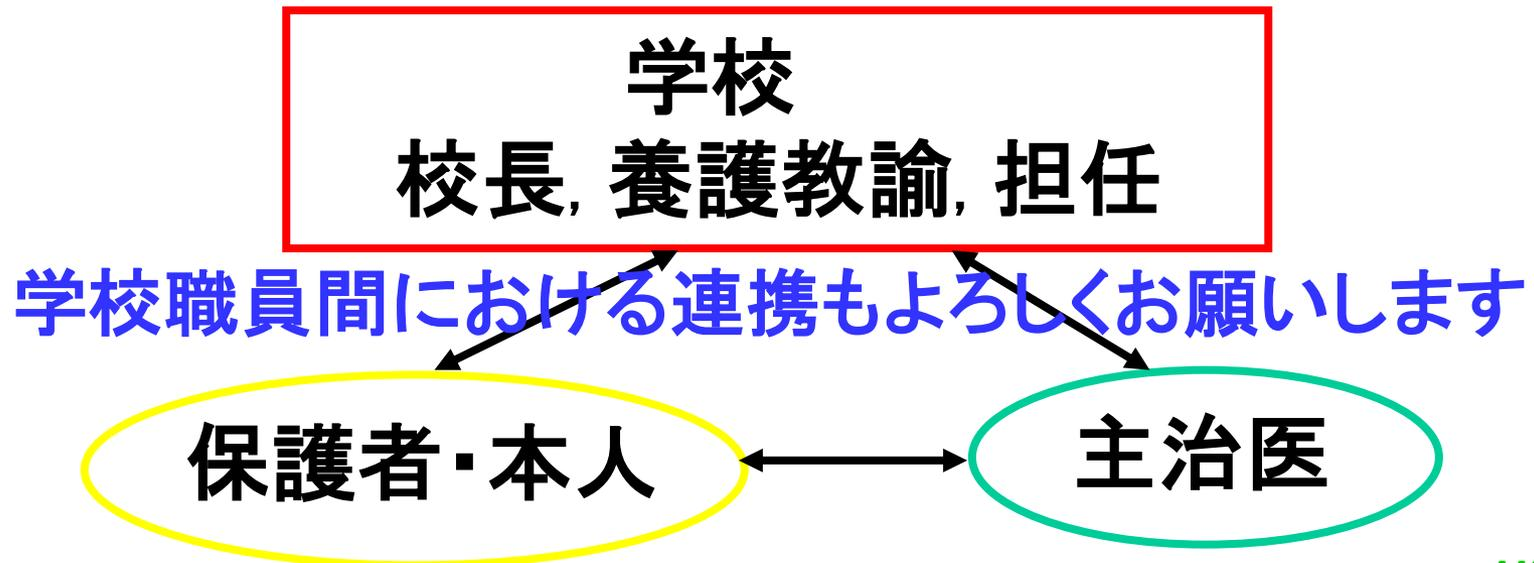 学校
校長, 養護教諭, 担任
学校職員間における連携もよろしくお願いします
保護者・本人
主治医